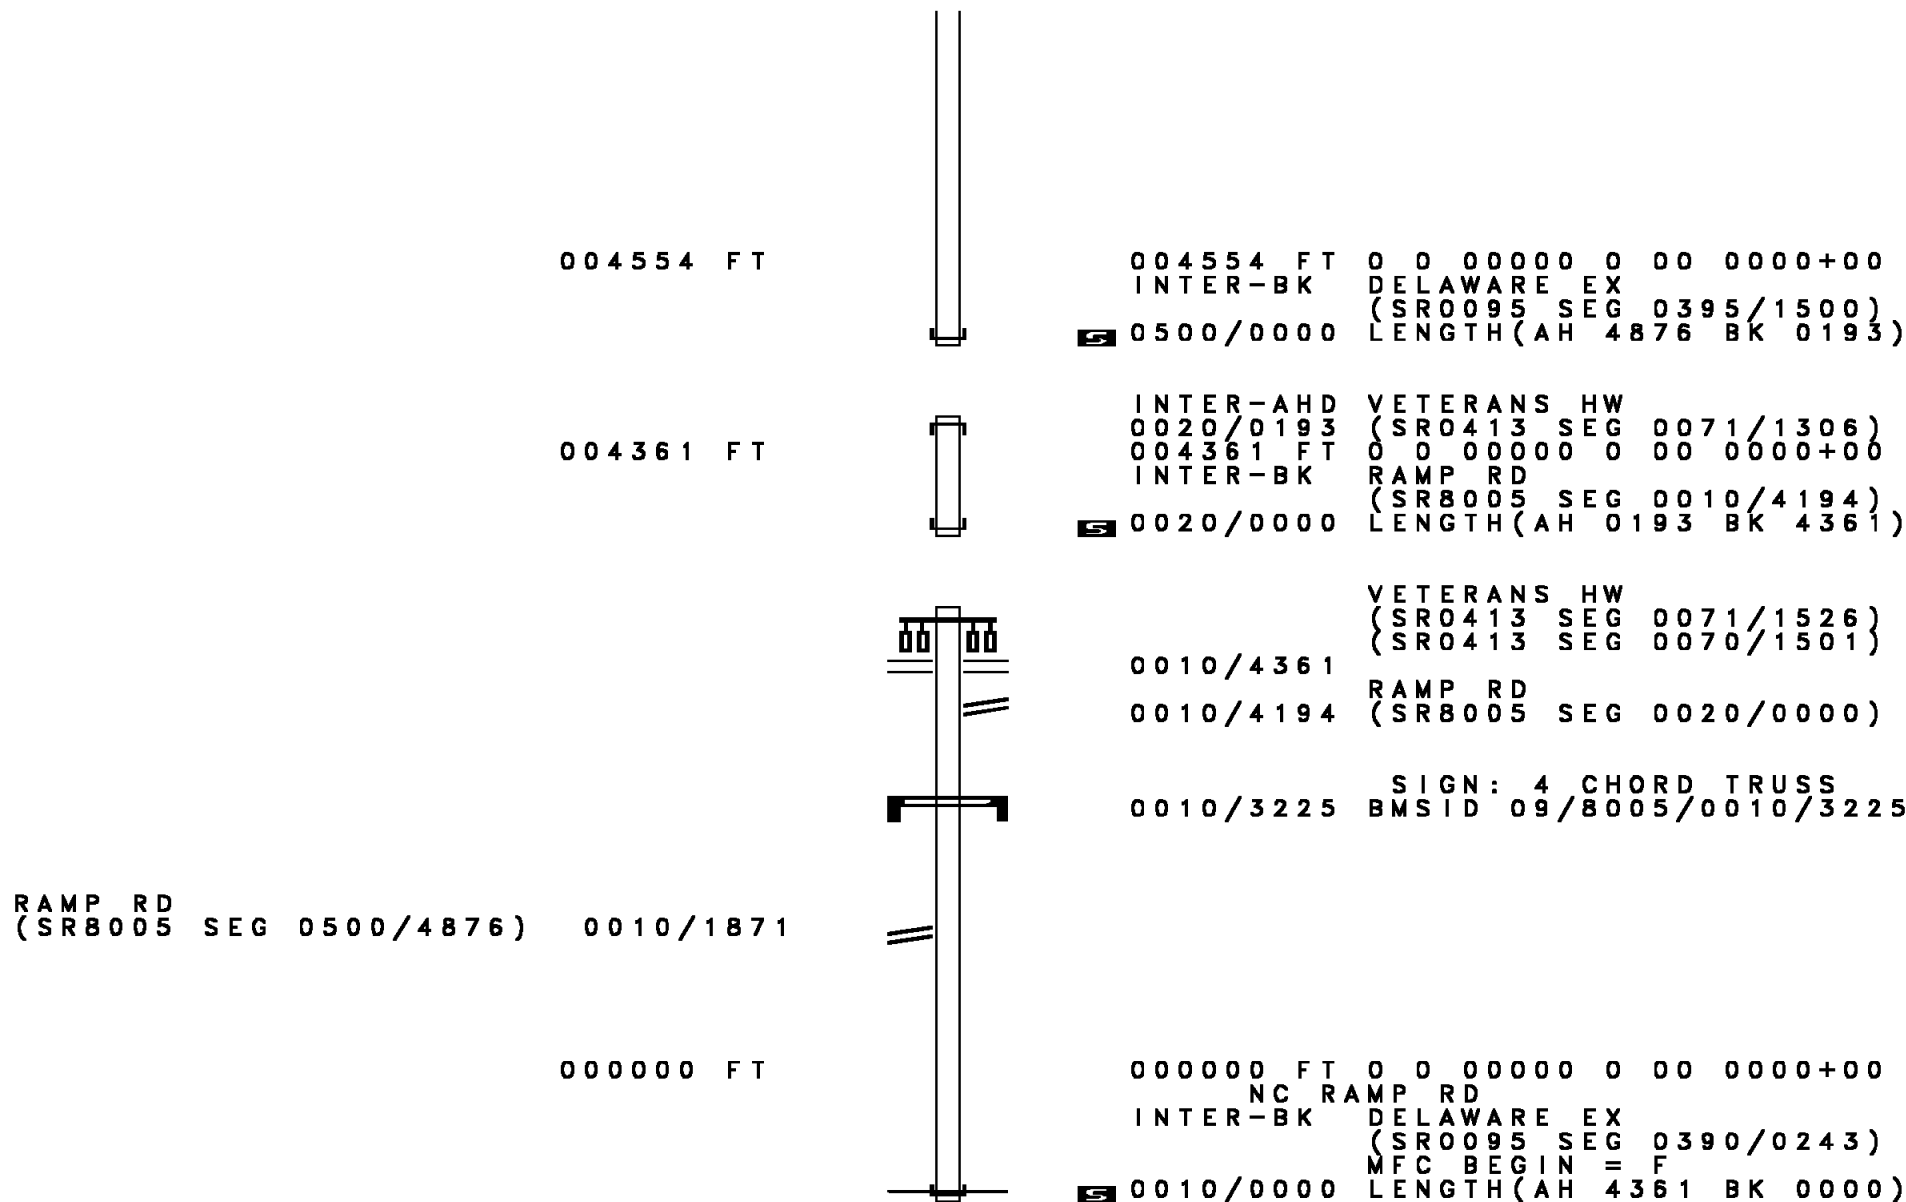 004554 FT 004554 FT 0 0 00000 0 00 0000+00
INTER-BK DELAWARE EX
(SR0095 SEG 0395/1500)
S 0500/0000 LENGTH(AH 4876 BK 0193)
INTER-AHD VETERANS HW
0020/0193 (SR0413 SEG 0071/1306)
004361 FT 004361 FT 0 0 00000 0 00 0000+00
INTER-BK RAMP RD
(SR8005 SEG 0010/4194)
S 0020/0000 LENGTH(AH 0193 BK 4361)
VETERANS HW
(SR0413 SEG 0071/1526)
(SR0413 SEG 0070/1501)
0010/4361
RAMP RD
0010/4194 (SR8005 SEG 0020/0000)
SIGN: 4 CHORD TRUSS
0010/3225 BMSID 09/8005/0010/3225
RAMP RD
(SR8005 SEG 0500/4876) 0010/1871
000000 FT 000000 FT 0 0 00000 0 00 0000+00
NC RAMP RD
INTER-BK DELAWARE EX
(SR0095 SEG 0390/0243)
MFC BEGIN = F
S 0010/0000 LENGTH(AH 4361 BK 0000)